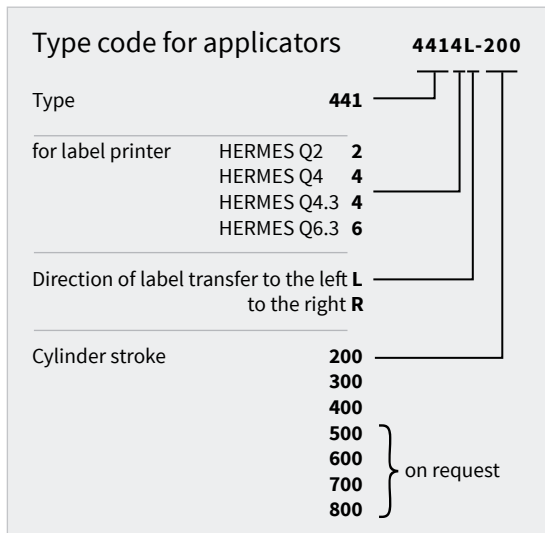 Type code for applicators 4414L-200
Type 441
for label printer HERMES Q2 2
HERMES Q4 4
HERMES Q4.3 4
HERMES Q6.3 6
Direction of label transfer to the left L
to the right R
Cylinder stroke 200
300
400
500
600
on request
700
800